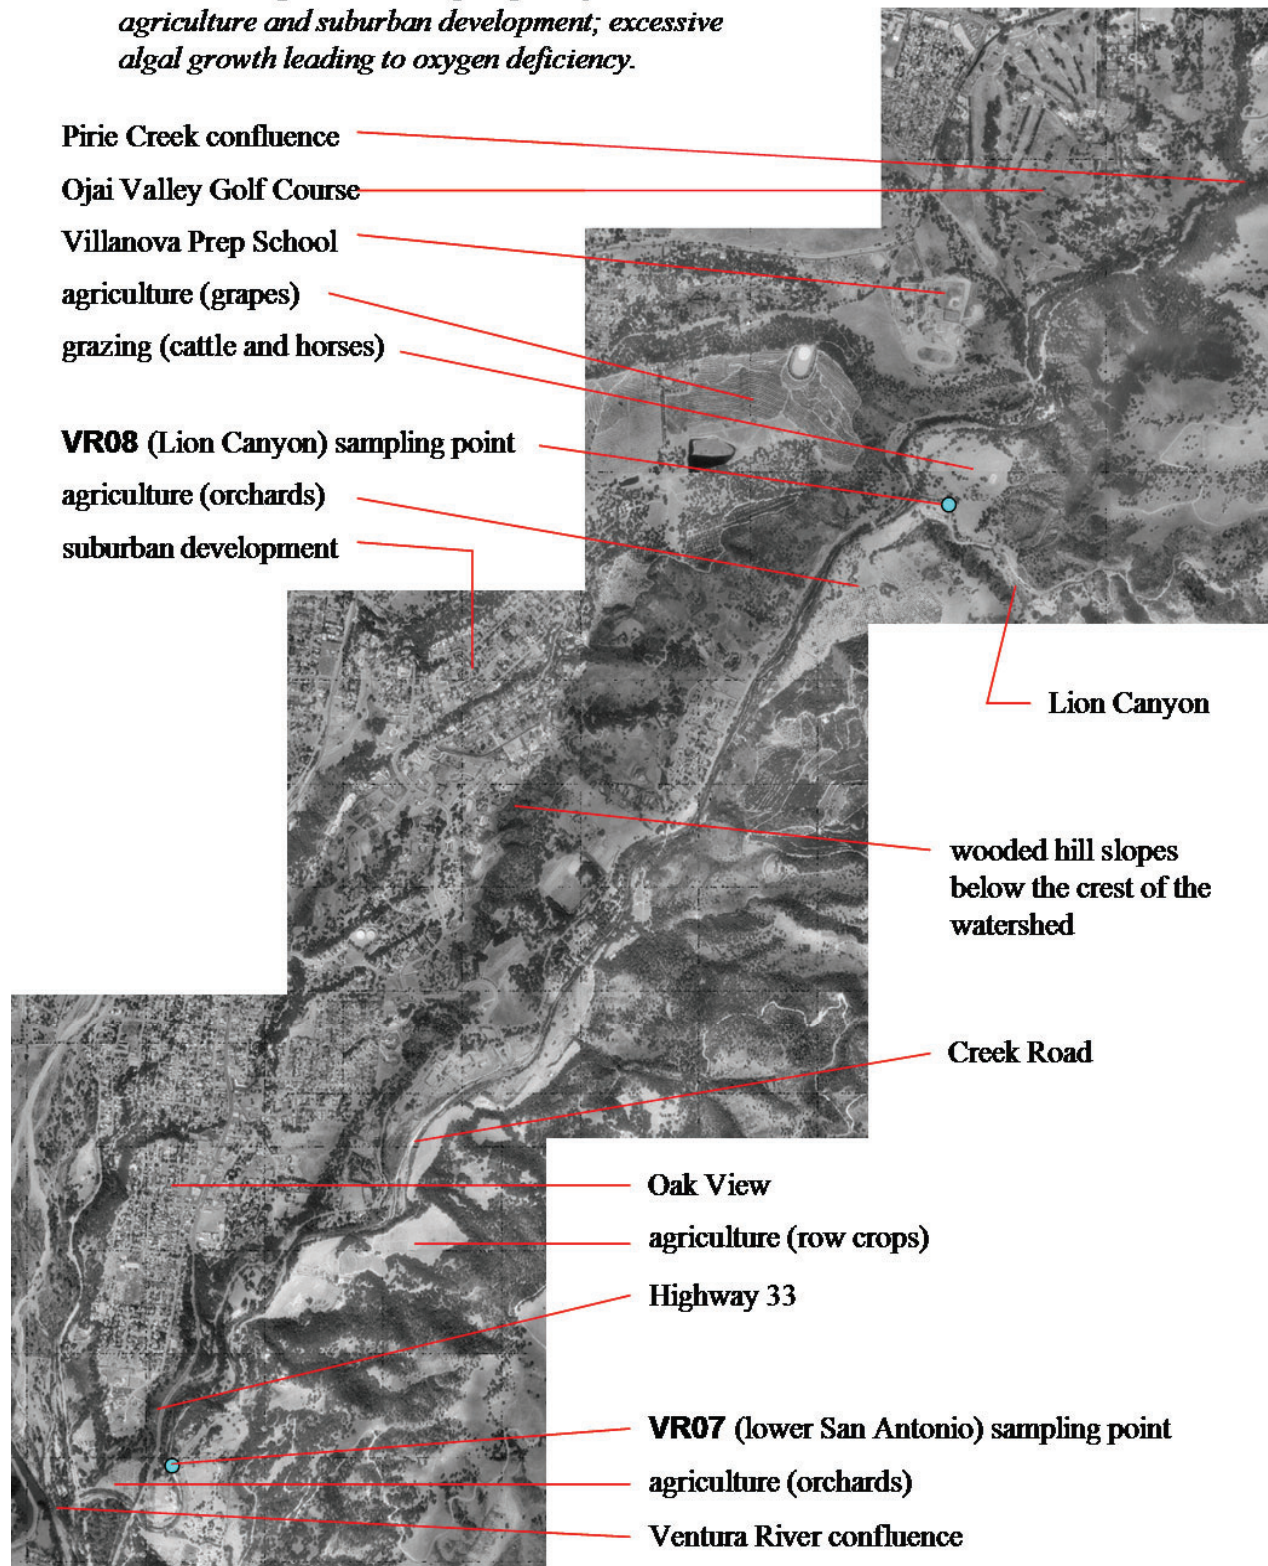 agriculture and suburban development; excessive
algal growth leading to oxygen deficiency.
Pirie Creek confluence
Ojai Valley Golf Course
Villanova Prep School
agriculture (grapes)
grazing (cattle and horses)
VR08 (Lion Canyon) sampling point
agriculture (orchards)
suburban development
Lion Canyon
wooded hill slopes
below the crest of the
watershed
Creek Road
Oak View
agriculture (row crops)
Highway 33
VR07 (lower San Antonio) sampling point
agriculture (orchards)
Ventura River confluence